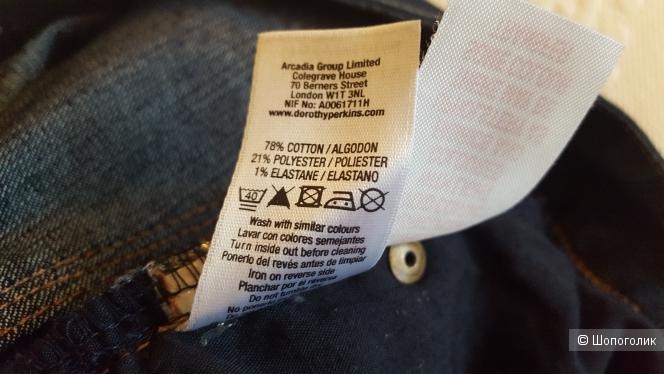 Arcadia Group Limited
Colegrave House
70 Berners Street
London W1T 3NL
NIF No: A0061711H
www.dorothyperkins.com
78% COTTON / ALGODON
21% POLYESTER / POLIESTER
1% ELASTANE / ELASTANO
40
Wash with similar colours
Lavar con colores semejantes
Turn inside out before cleaning
Ponerlo del revés antes de limpiar
Iron on reverse side
Planchar por el reverso
Do not tumble
No
© Шопоголик